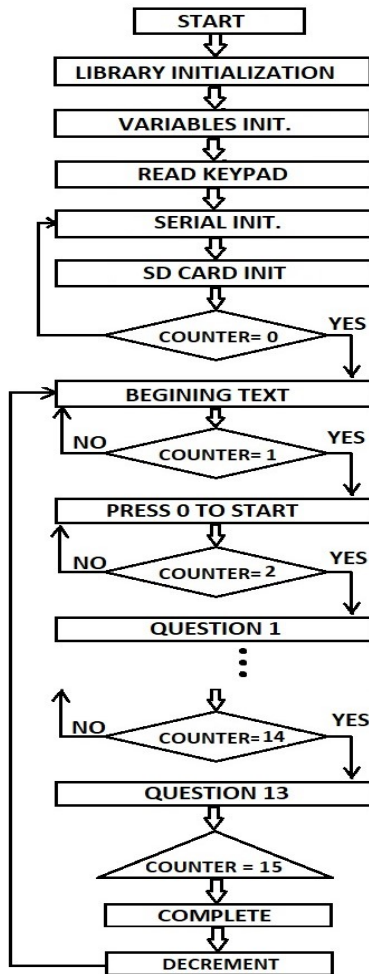 START
LIBRARY INITIALIZATION
VARIABLES INIT.
READ KEYPAD
SERIAL INIT.
SD CARD INIT
COUNTER= 0
YES
BEGINING TEXT
NO
COUNTER= 1
YES
PRESS 0 TO START
NO
COUNTER= 2
YES
QUESTION 1
NO
COUNTER= 14
YES
QUESTION 13
COUNTER = 15
COMPLETE
DECREMENT